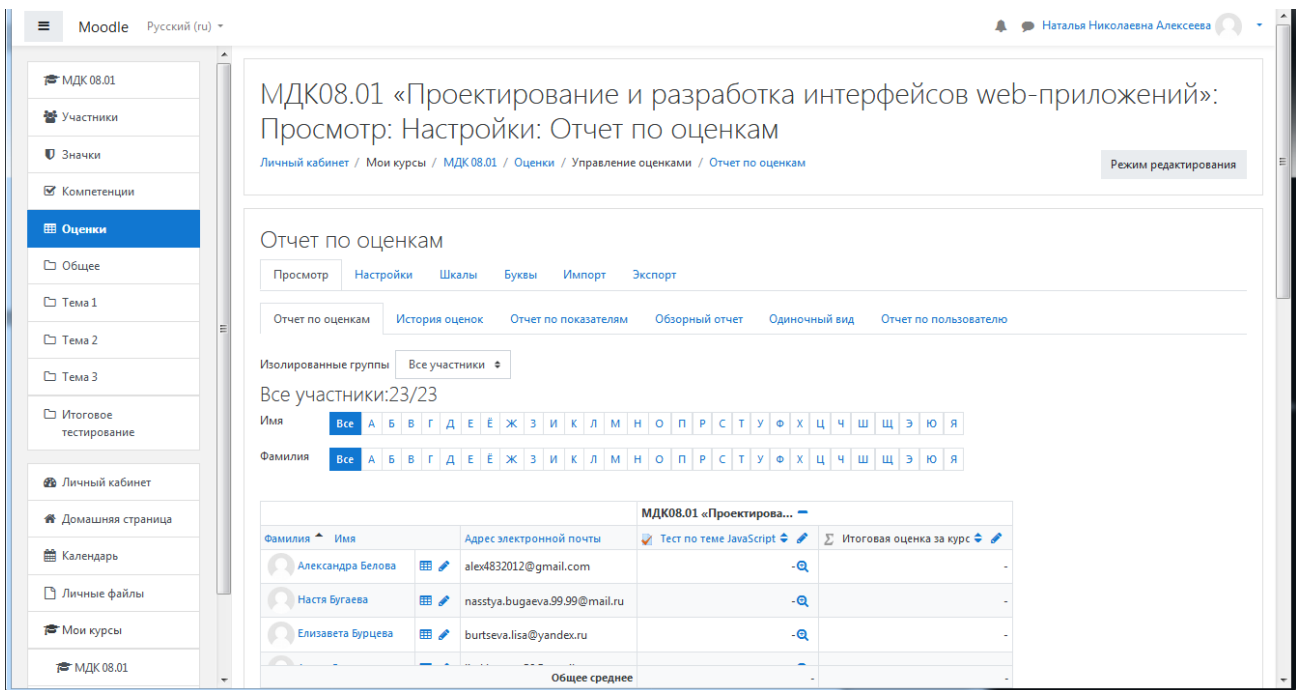 Moodle Русский (ru)
Наталья Николаевна Алексеева
МДК 08.01
Участники
Значки
Компетенции
Оценки
Общее
Тема 1
Тема 2
Тема 3
Итоговое
тестирование
Личный кабинет
Домашняя страница
Календарь
Личные файлы
Мои курсы
МДК 08.01
МДК08.01 «Проектирование и разработка интерфейсов web-приложений»:
Просмотр: Настройки: Отчет по оценкам
Личный кабинет / Мои курсы / МДК 08.01 / Оценки / Управление оценками / Отчет по оценкам
Режим редактирования
Отчет по оценкам
Просмотр Настройки Шкалы Буквы Импорт Экспорт
Отчет по оценкам История оценок Отчет по показателям Обзорный отчет Одиночный вид Отчет по пользователю
Изолированные группы Все участники
Все участники:23/23
Имя Все А Б В Г Д Е Ё Ж З И К Л М Н О П Р С Т У Ф Х Ц Ч Ш Щ Э Ю Я
Фамилия Все А Б В Г Д Е Ё Ж З И К Л М Н О П Р С Т У Ф Х Ц Ч Ш Щ Э Ю Я
МДК08.01 «Проектирова...
Фамилия Имя Адрес электронной почты Тест по теме JavaScript Σ Итоговая оценка за курс
Александра Белова alex4832012@gmail.com - -
Настя Бугаева nasstya.bugaeva.99.99@mail.ru - -
Елизавета Бурцева burtseva.lisa@yandex.ru - -
Общее среднее - -